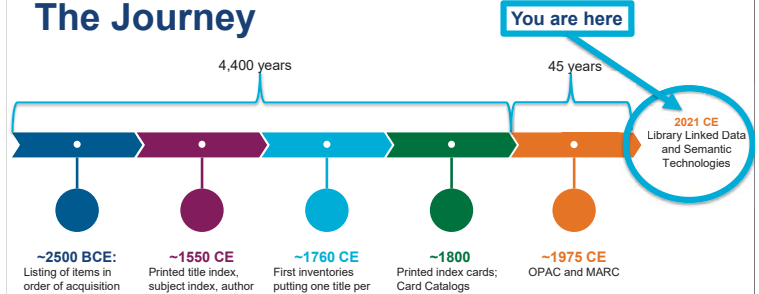 The Journey
You are here
4,400 years
45 years
2021 CE
Library Linked Data
and Semantic
Technologies
~2500 BCE:
Listing of items in
order of acquisition
~1550 CE
Printed title index,
subject index, author
~1760 CE
First inventories
putting one title per
~1800
Printed index cards;
Card Catalogs
~1975 CE
OPAC and MARC